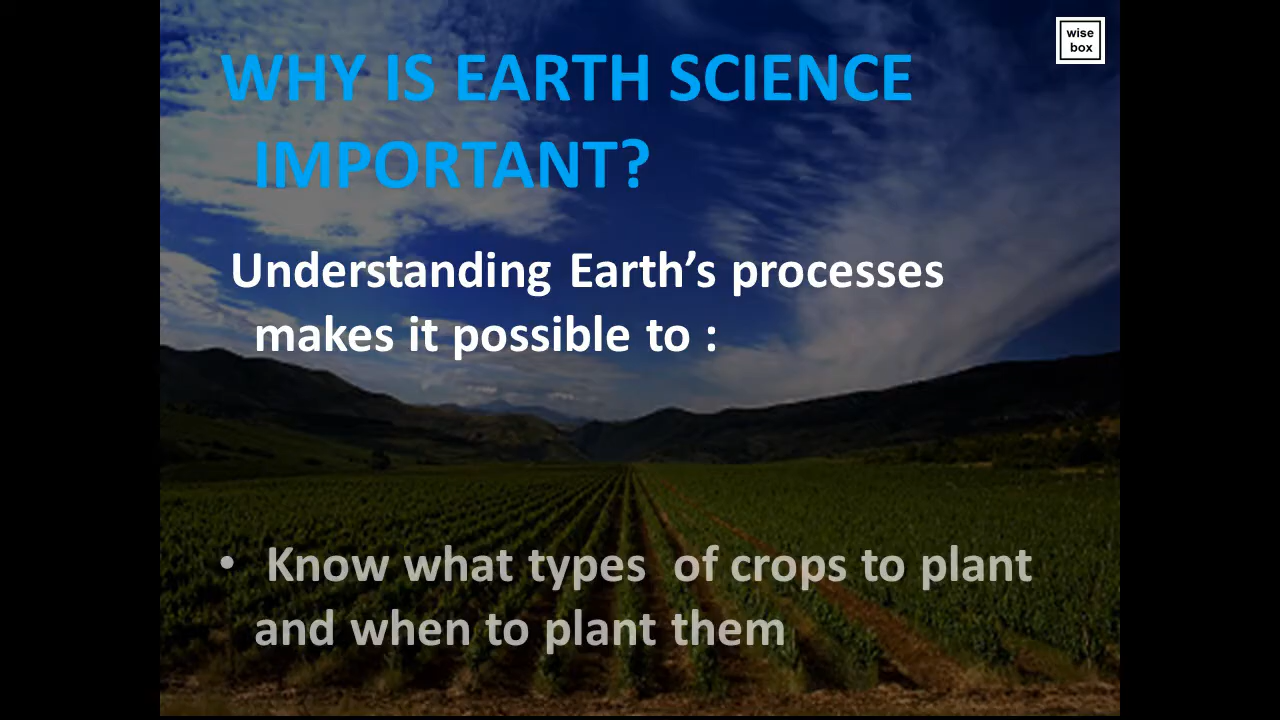 wise
box
WHY IS EARTH SCIENCE
IMPORTANT?
Understanding Earth’s processes
makes it possible to :
• Know what types of crops to plant
and when to plant them